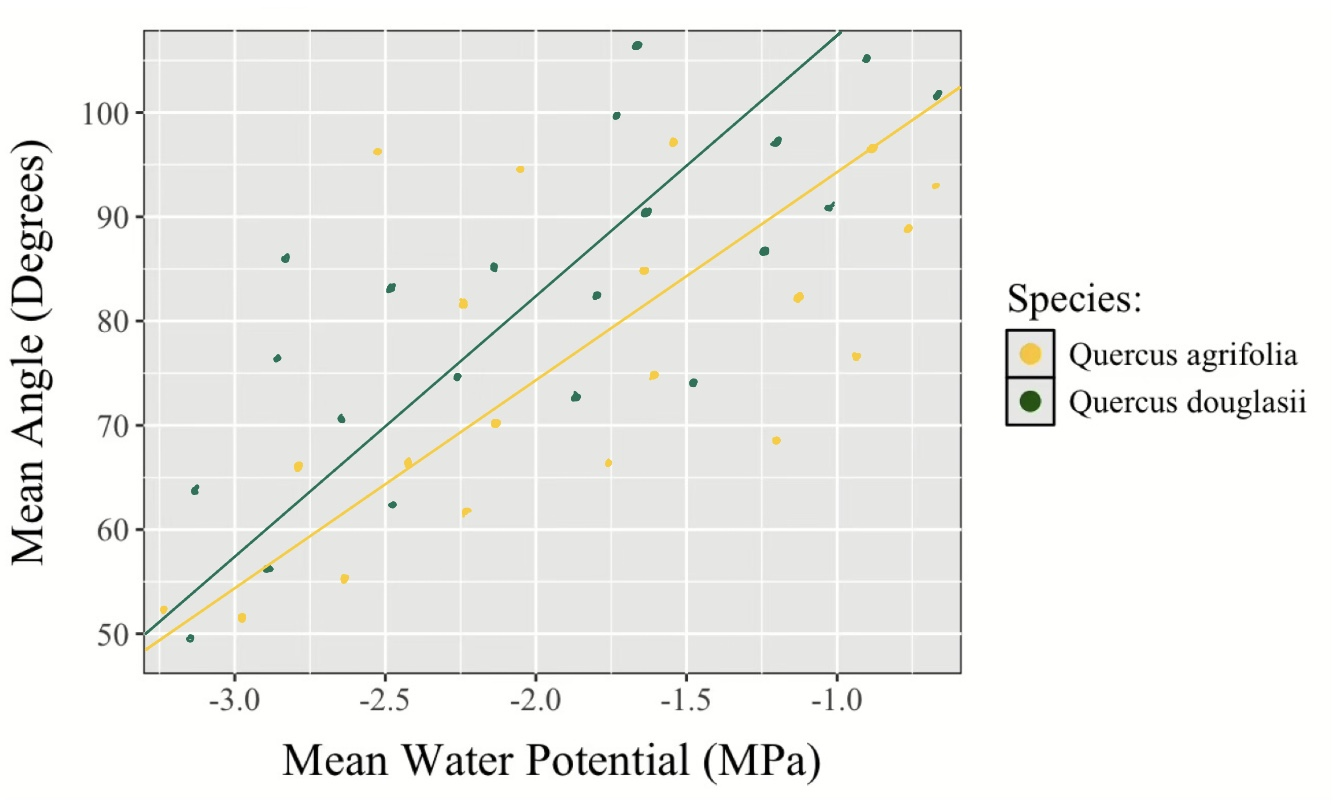 Mean Angle (Degrees)
100
90
80
70
60
50
-3.0
-2.5
-2.0
-1.5
-1.0
Mean Water Potential (MPa)
Species:
Quercus agrifolia
Quercus douglasii